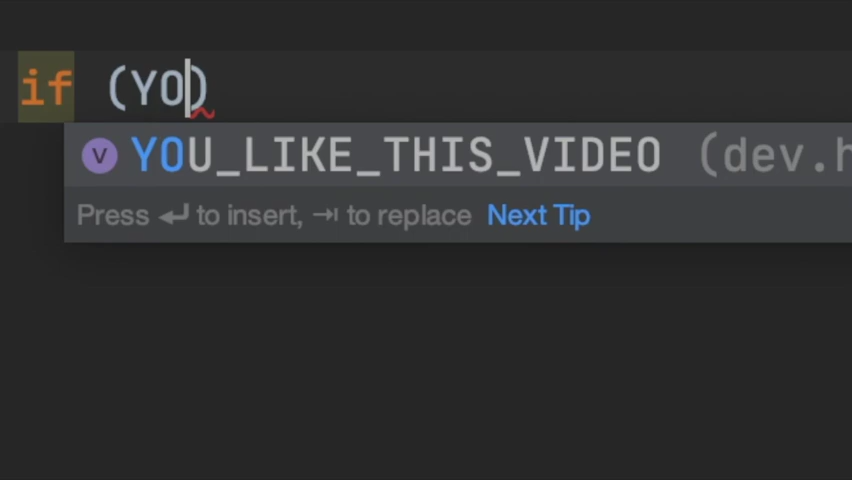 if (YO)
V YOU_LIKE_THIS_VIDEO (dev.h
Press ↵ to insert, ⇥ to replace Next Tip